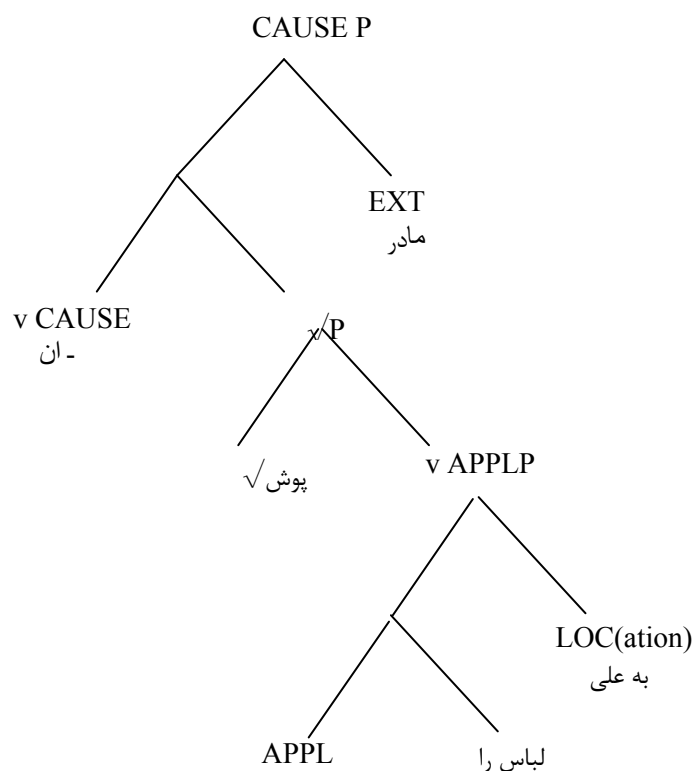 CAUSE P
EXT
مادر
v CAUSE
ـ ان
√P
√پوش
v APPLP
LOC(ation)
به علی
APPL
لباس را